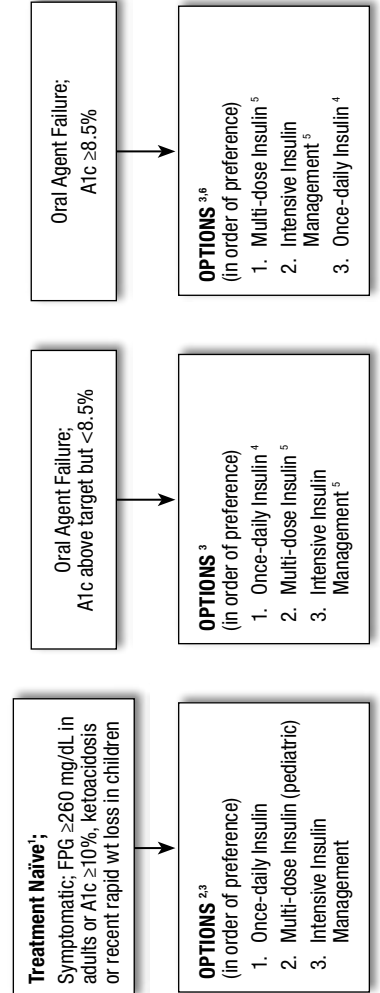 Treatment Naïve¹;
Symptomatic; FPG ≥260 mg/dL in
adults or A1c ≥10%, ketoacidosis
or recent rapid wt loss in children
OPTIONS ²,³
(in order of preference)
1. Once-daily Insulin
2. Multi-dose Insulin (pediatric)
3. Intensive Insulin
Management
Oral Agent Failure;
A1c above target but <8.5%
OPTIONS ³
(in order of preference)
1. Once-daily Insulin ⁴
2. Multi-dose Insulin ⁵
3. Intensive Insulin
Management ⁵
Oral Agent Failure;
A1c ≥8.5%
OPTIONS ³,⁶
(in order of preference)
1. Multi-dose Insulin ⁵
2. Intensive Insulin
Management ⁵
3. Once-daily Insulin ⁴